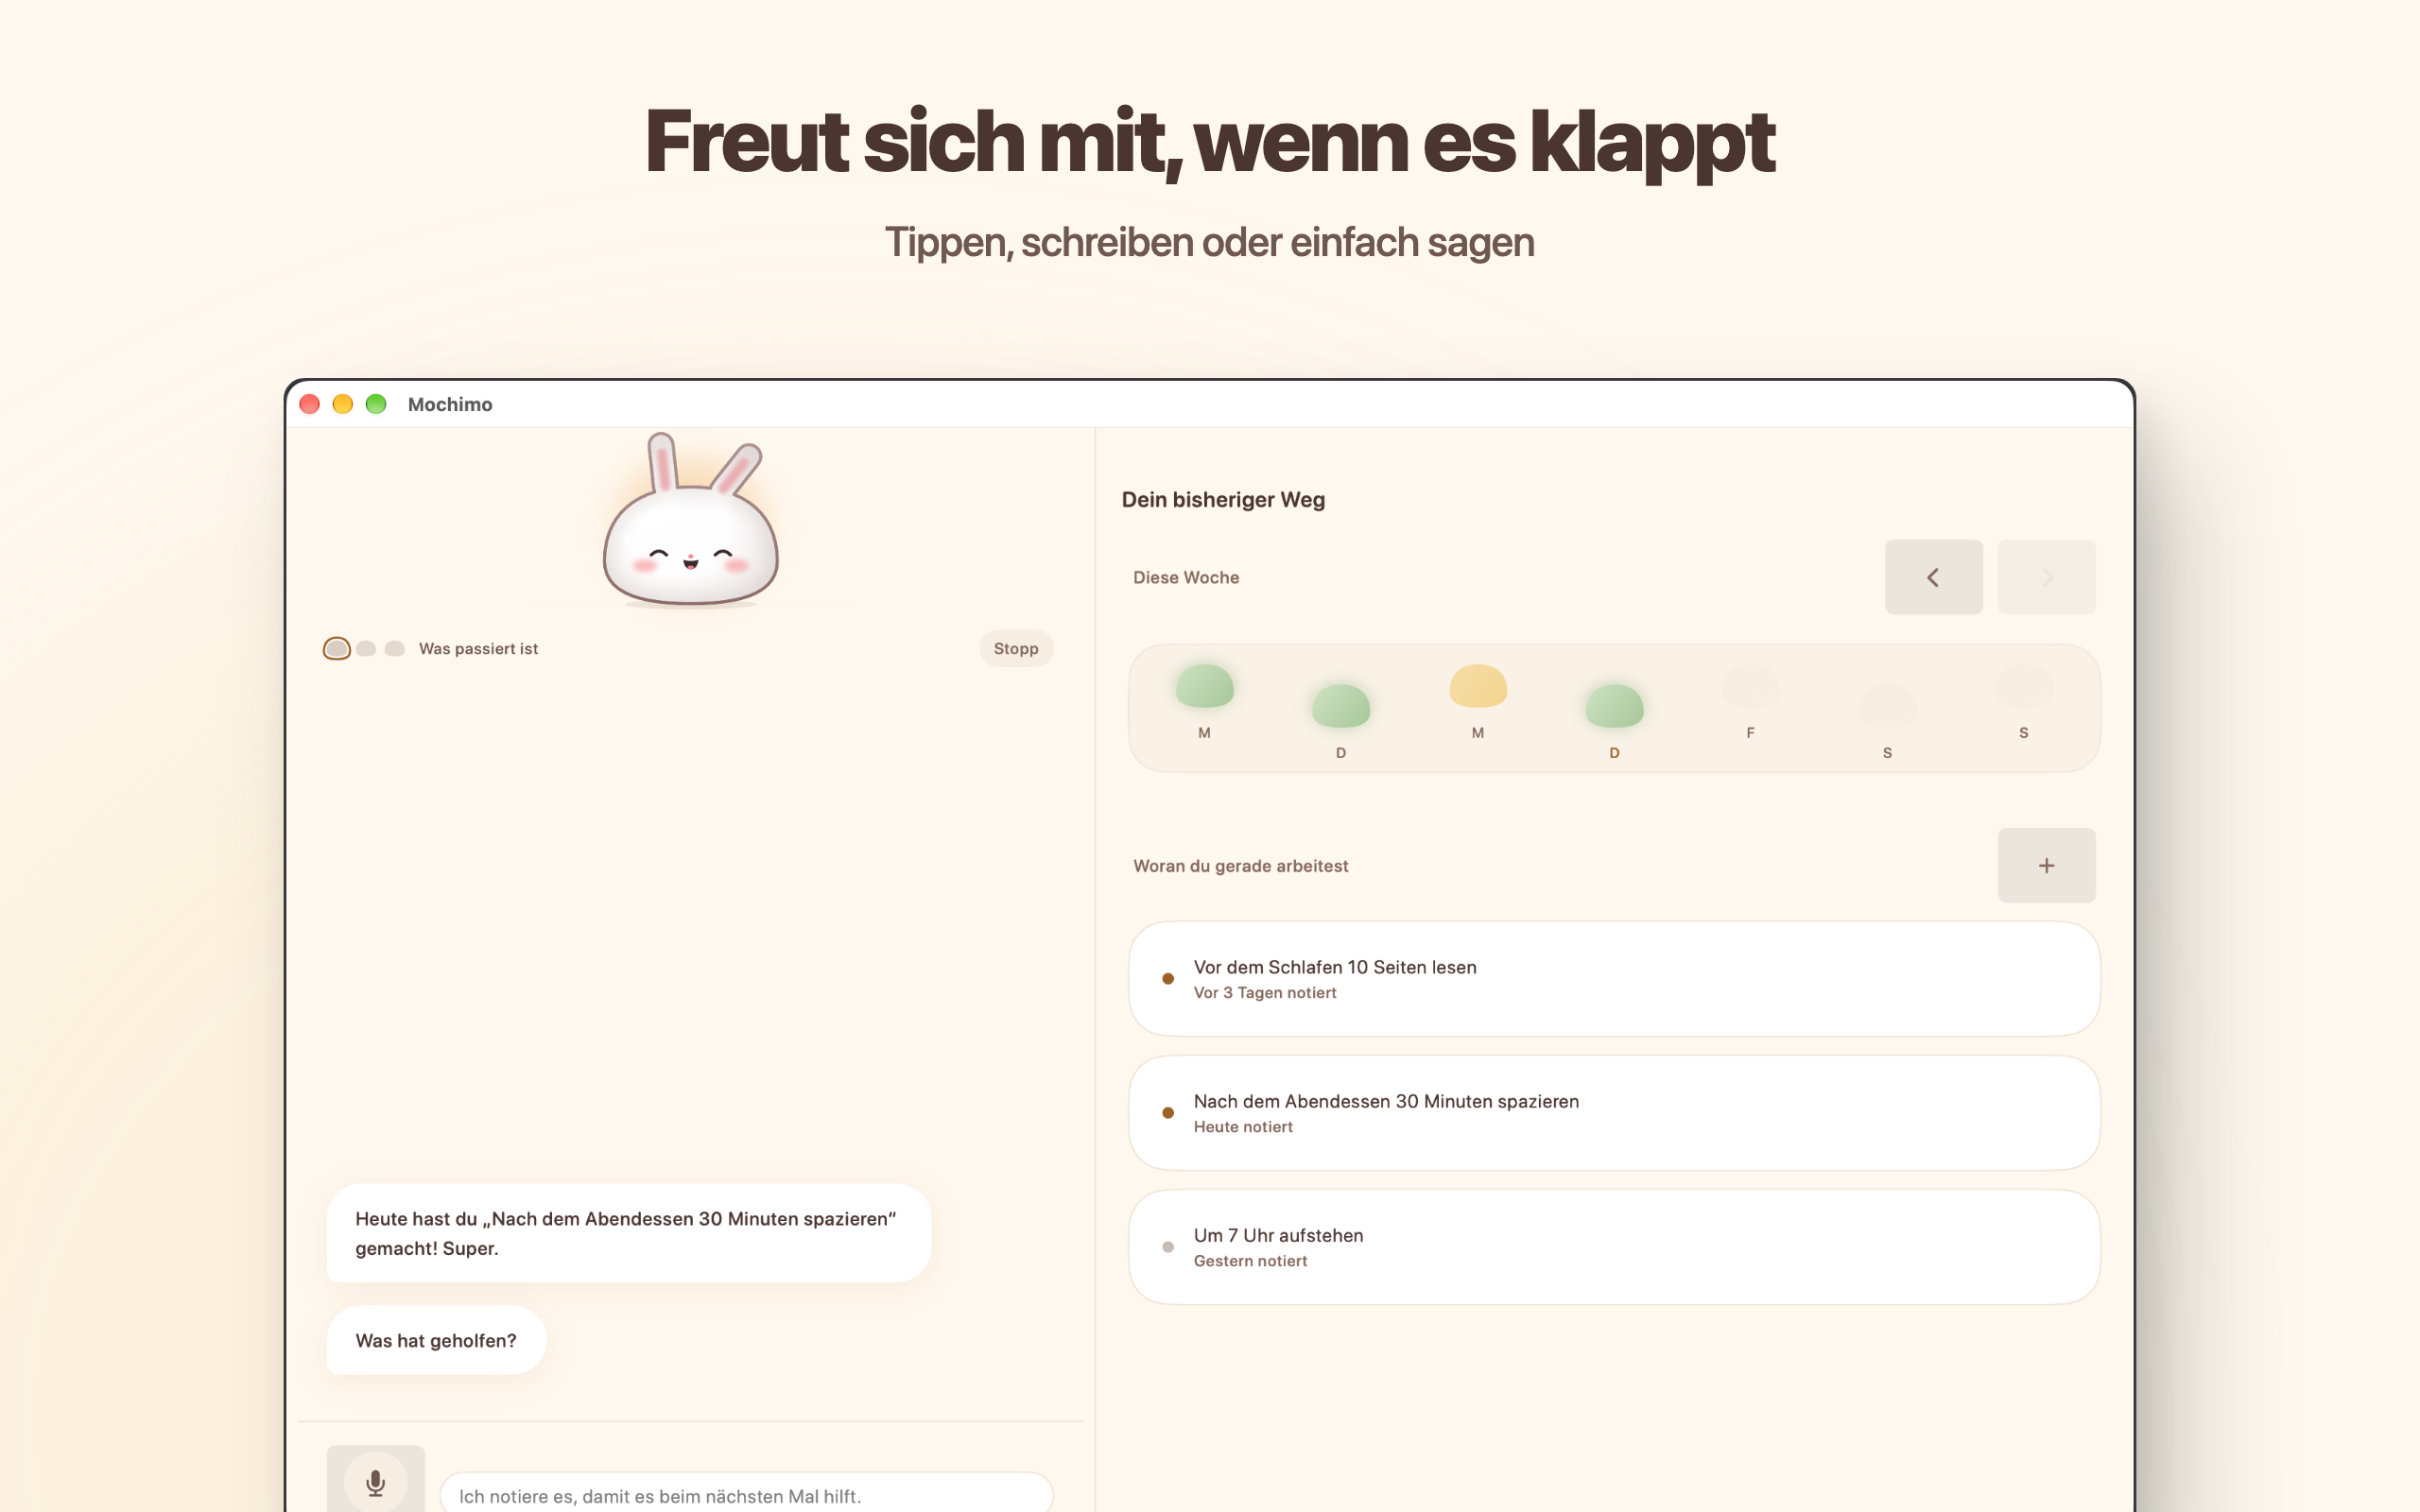 Freut sich mit, wenn es klappt
Tippen, schreiben oder einfach sagen
Mochimo
Was passiert ist
Stopp
Heute hast du „Nach dem Abendessen 30 Minuten spazieren“
gemacht! Super.
Was hat geholfen?
Ich notiere es, damit es beim nächsten Mal hilft.
Dein bisheriger Weg
Diese Woche
M D M D F S S
Woran du gerade arbeitest
Vor dem Schlafen 10 Seiten lesen
Vor 3 Tagen notiert
Nach dem Abendessen 30 Minuten spazieren
Heute notiert
Um 7 Uhr aufstehen
Gestern notiert